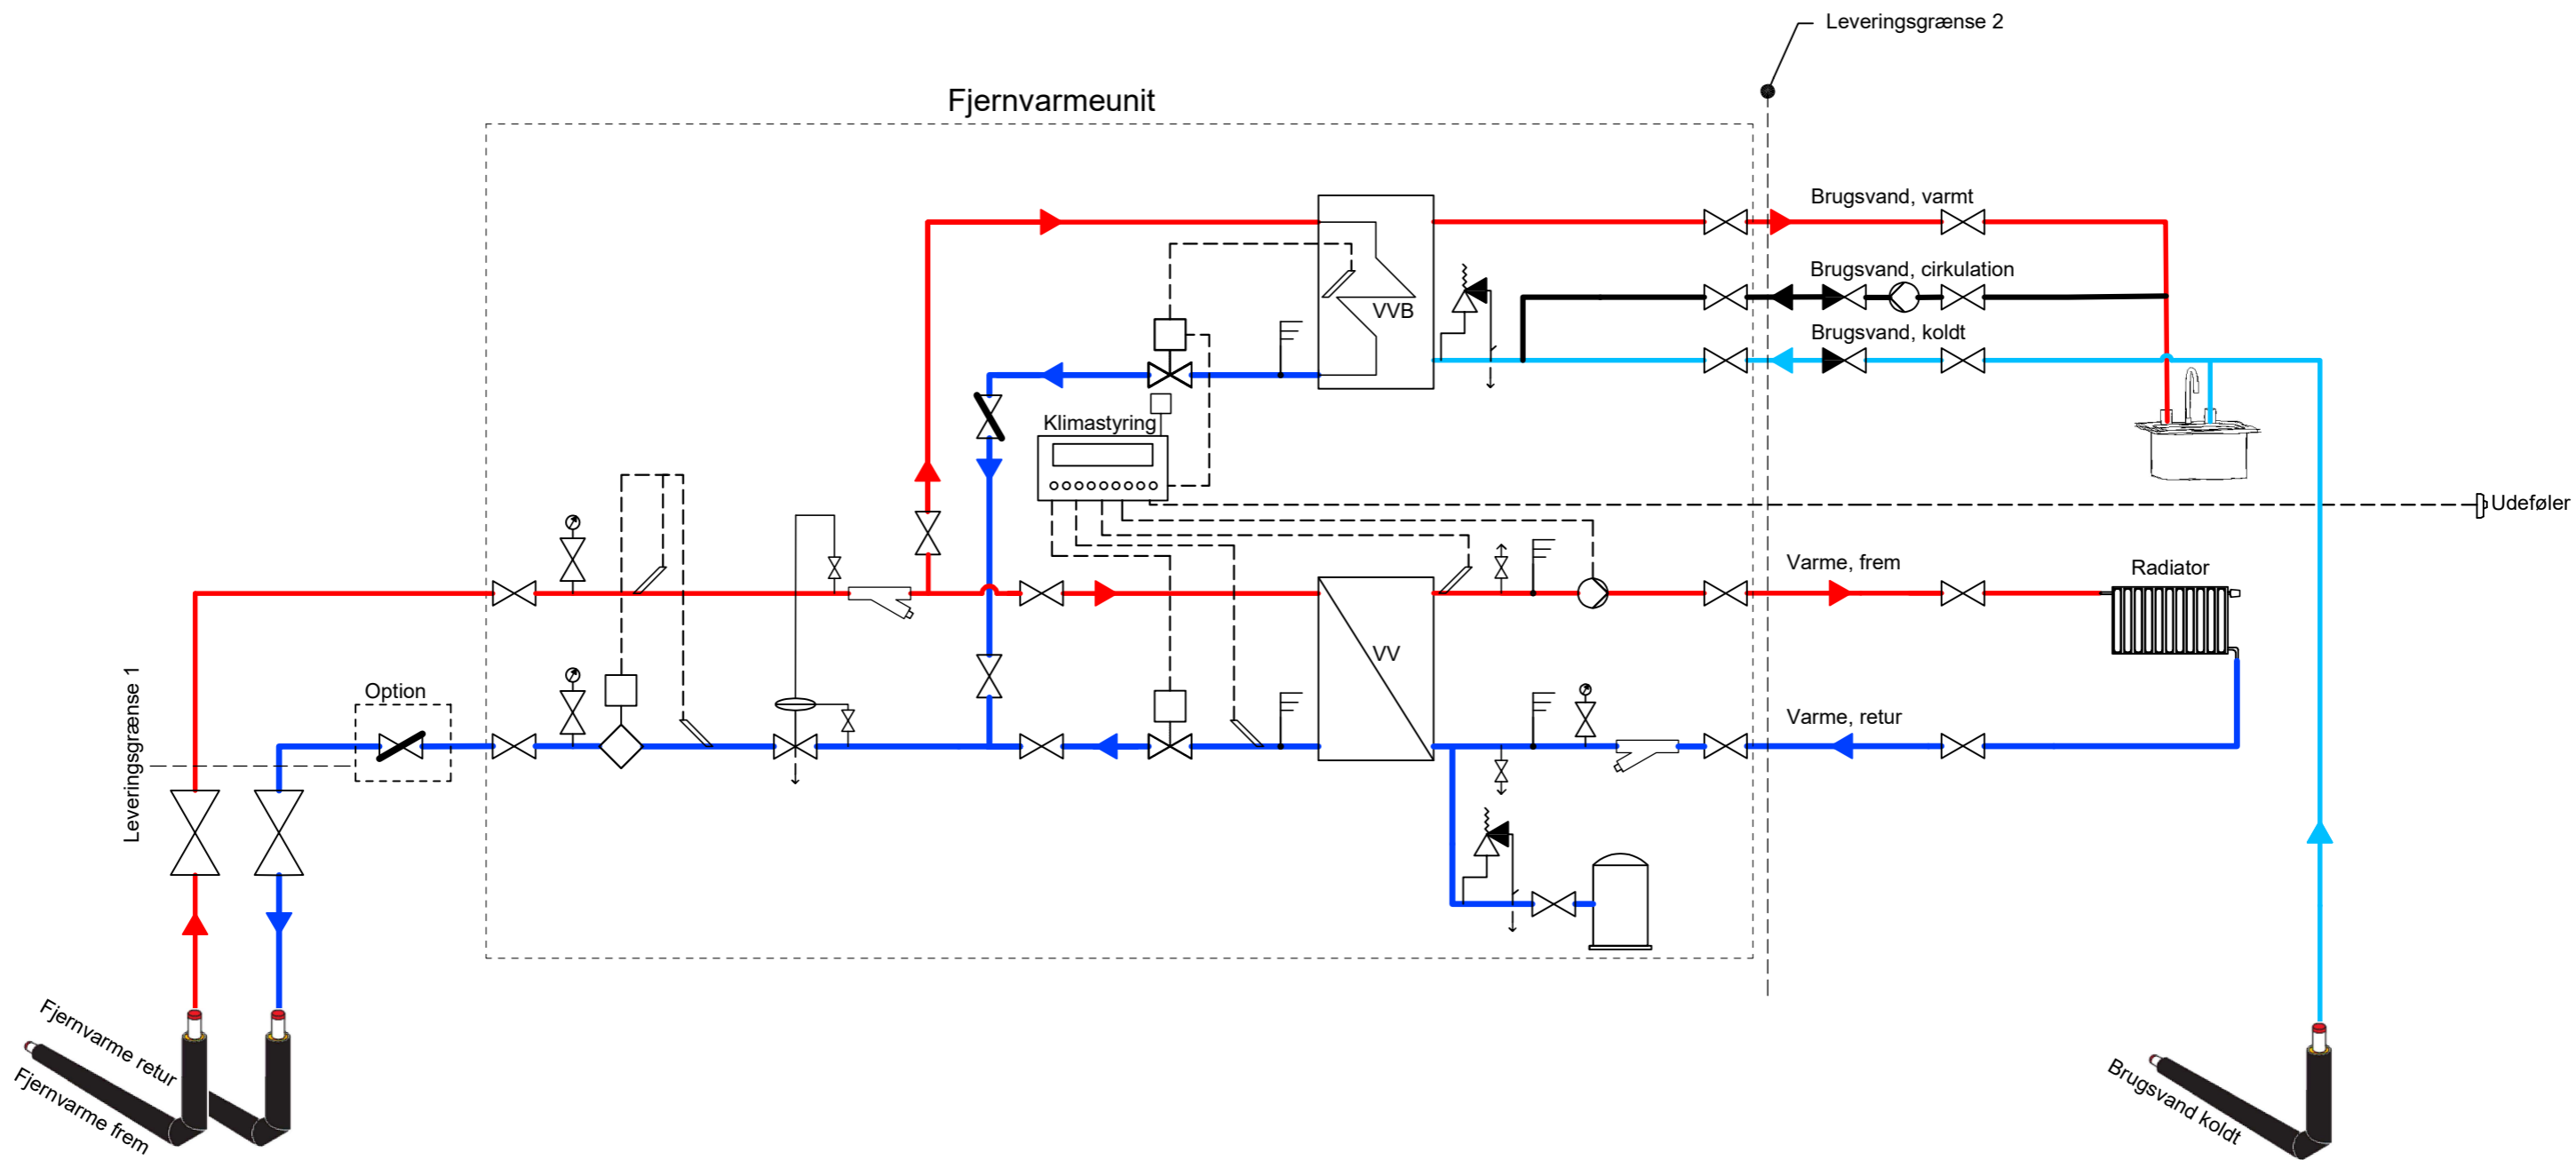 Leveringsgrænse 2
Fjernvarmeunit
Brugsvand, varmt
Brugsvand, cirkulation
VVB
Brugsvand, koldt
Klimastyring
Udeføler
Varme, frem
Radiator
VV
Leveringsgrænse 1
Option
Varme, retur
Fjernvarme retur
Fjernvarme frem
Brugsvand koldt